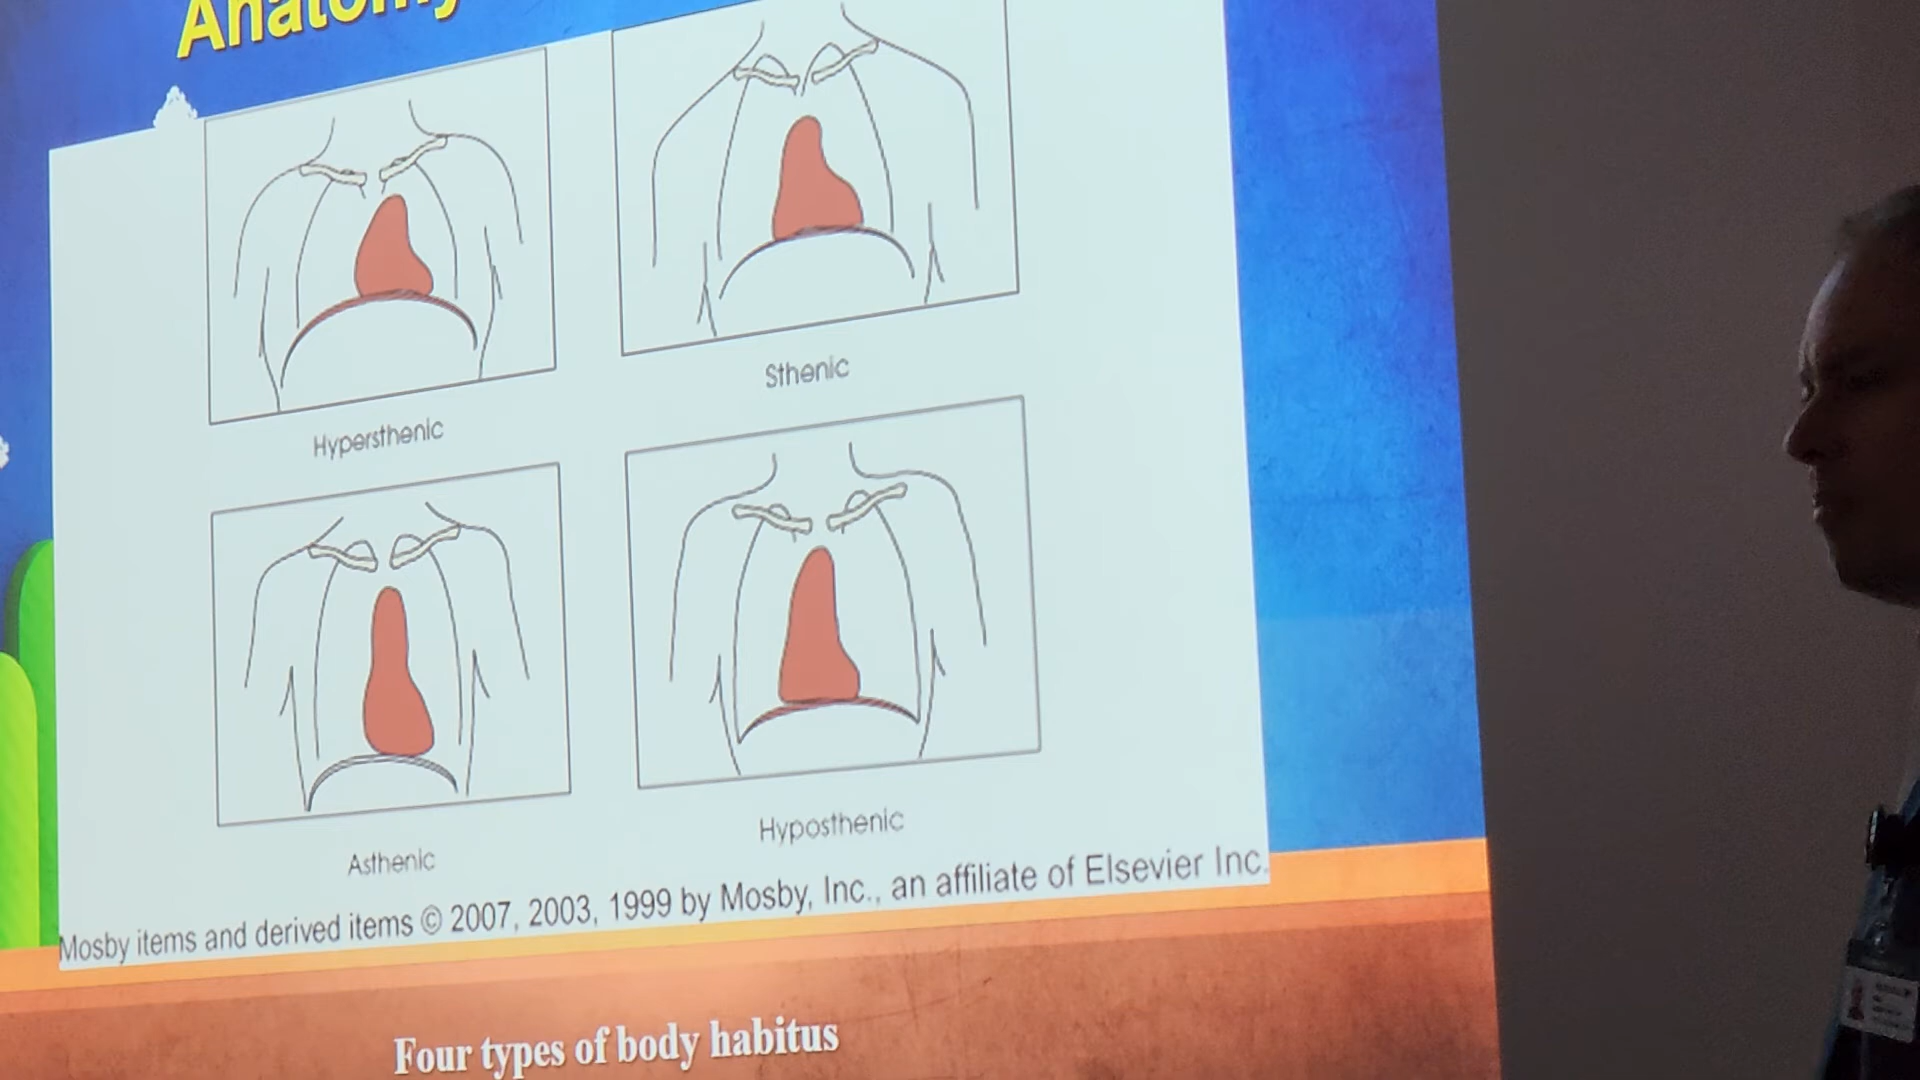 Anatomy
Hypersthenic
Sthenic
Asthenic
Hyposthenic
Mosby items and derived items © 2007, 2003, 1999 by Mosby, Inc., an affiliate of Elsevier Inc.
Four types of body habitus